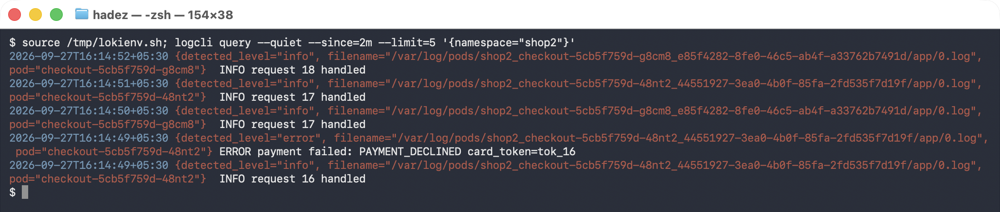 hadez — -zsh — 154×38
$ source /tmp/lokienv.sh; logcli query --quiet --since=2m --limit=5 '{namespace="shop2"}'
2026-09-27T16:14:52+05:30 {detected_level="info", filename="/var/log/pods/shop2_checkout-5cb5f759d-g8cm8_e85f4282-8fe0-46c5-ab4f-a33762b7491d/app/0.log",
pod="checkout-5cb5f759d-g8cm8"}  INFO request 18 handled
2026-09-27T16:14:51+05:30 {detected_level="info", filename="/var/log/pods/shop2_checkout-5cb5f759d-48nt2_44551927-3ea0-4b0f-85fa-2fd535f7d19f/app/0.log",
pod="checkout-5cb5f759d-48nt2"}  INFO request 17 handled
2026-09-27T16:14:50+05:30 {detected_level="info", filename="/var/log/pods/shop2_checkout-5cb5f759d-g8cm8_e85f4282-8fe0-46c5-ab4f-a33762b7491d/app/0.log",
pod="checkout-5cb5f759d-g8cm8"}  INFO request 17 handled
2026-09-27T16:14:49+05:30 {detected_level="error", filename="/var/log/pods/shop2_checkout-5cb5f759d-48nt2_44551927-3ea0-4b0f-85fa-2fd535f7d19f/app/0.log",
 pod="checkout-5cb5f759d-48nt2"} ERROR payment failed: PAYMENT_DECLINED card_token=tok_16
2026-09-27T16:14:49+05:30 {detected_level="info", filename="/var/log/pods/shop2_checkout-5cb5f759d-48nt2_44551927-3ea0-4b0f-85fa-2fd535f7d19f/app/0.log",
pod="checkout-5cb5f759d-48nt2"}  INFO request 16 handled
$